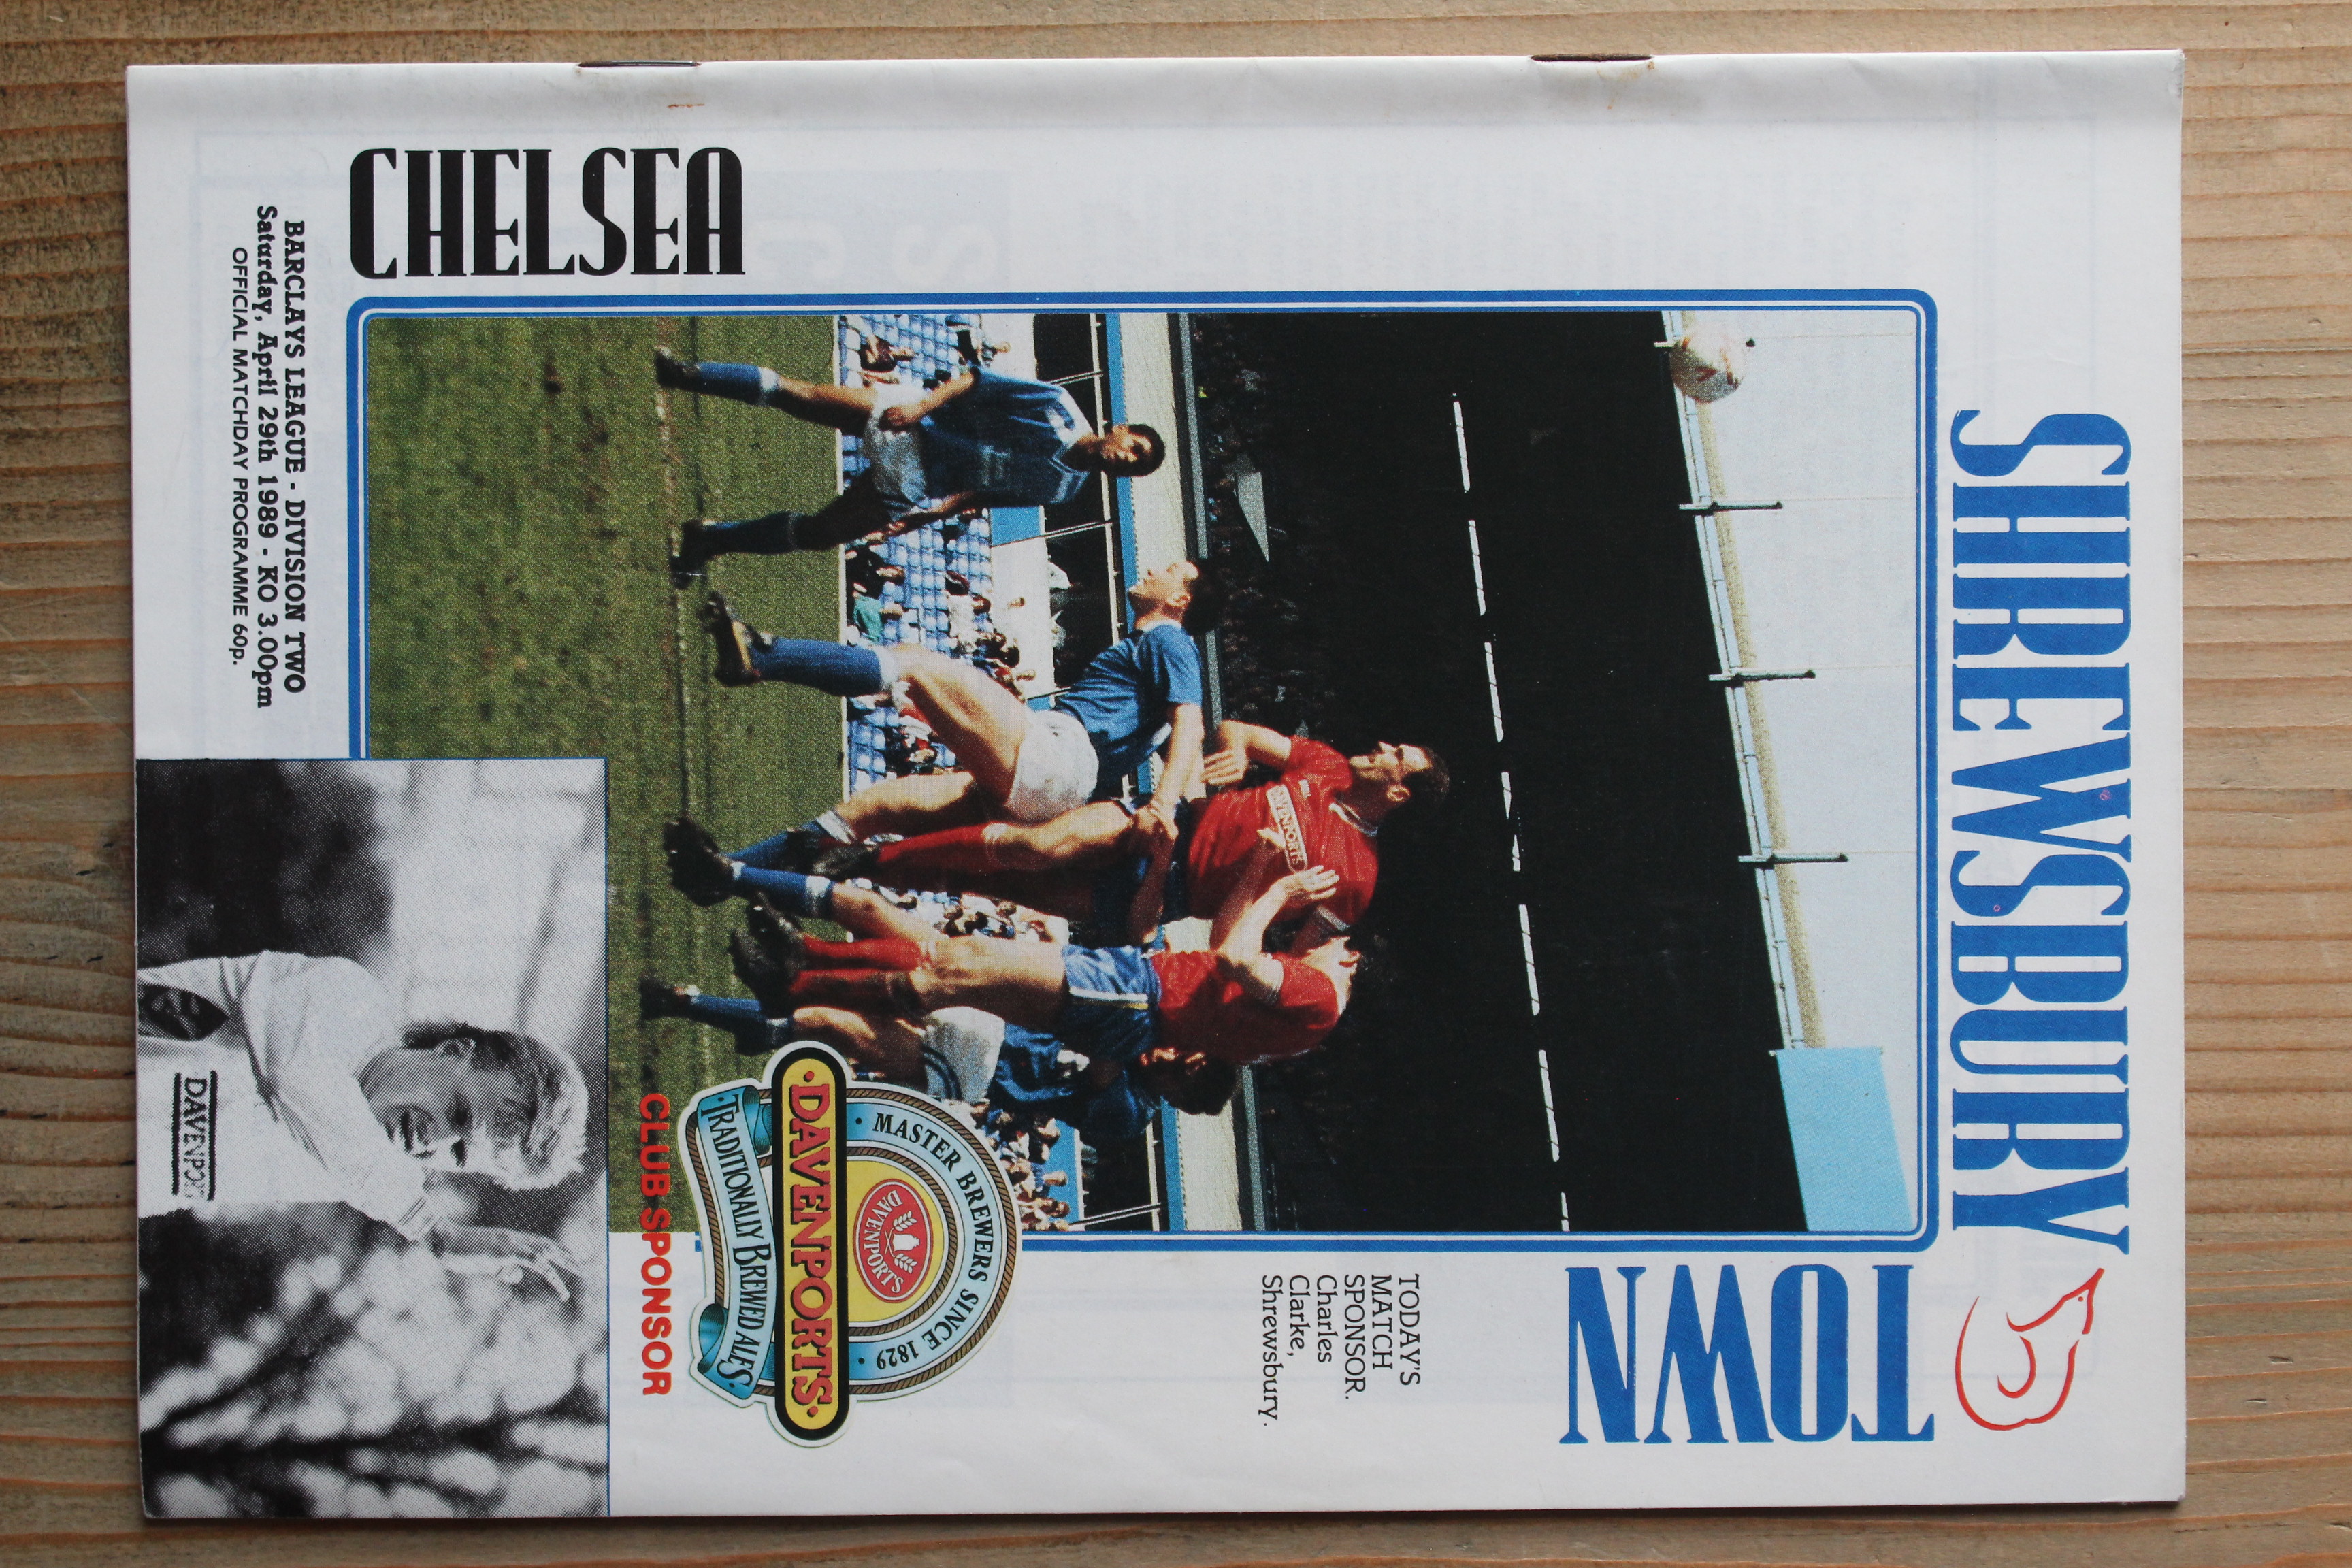 SHREWSBURY
TOWN
TODAY'S
MATCH
SPONSOR.
Charles
Clarke,
Shrewsbury.
DAVENPORTS
MASTER BREWERS SINCE 1829
DAVENPORTS
·DAVENPORTS·
TRADITIONALLY BREWED ALES
CLUB SPONSOR
CHELSEA
BARCLAYS LEAGUE - DIVISION TWO
Saturday, April 29th 1989 - KO 3.00pm
OFFICIAL MATCHDAY PROGRAMME 60p.
DAVENPORTS